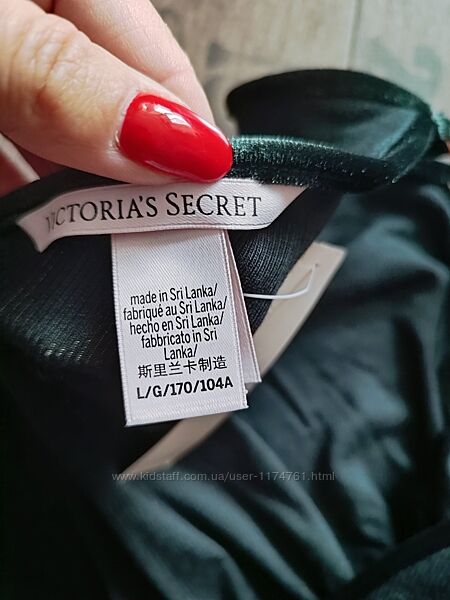 VICTORIA'S SECRET
made in Sri Lanka/
fabriqué au Sri Lanka/
hecho en Sri Lanka/
fabbricato in Sri
Lanka/
斯里兰卡制造
L/G/170/104A
www.kidstaff.com.ua/user-1174761.html